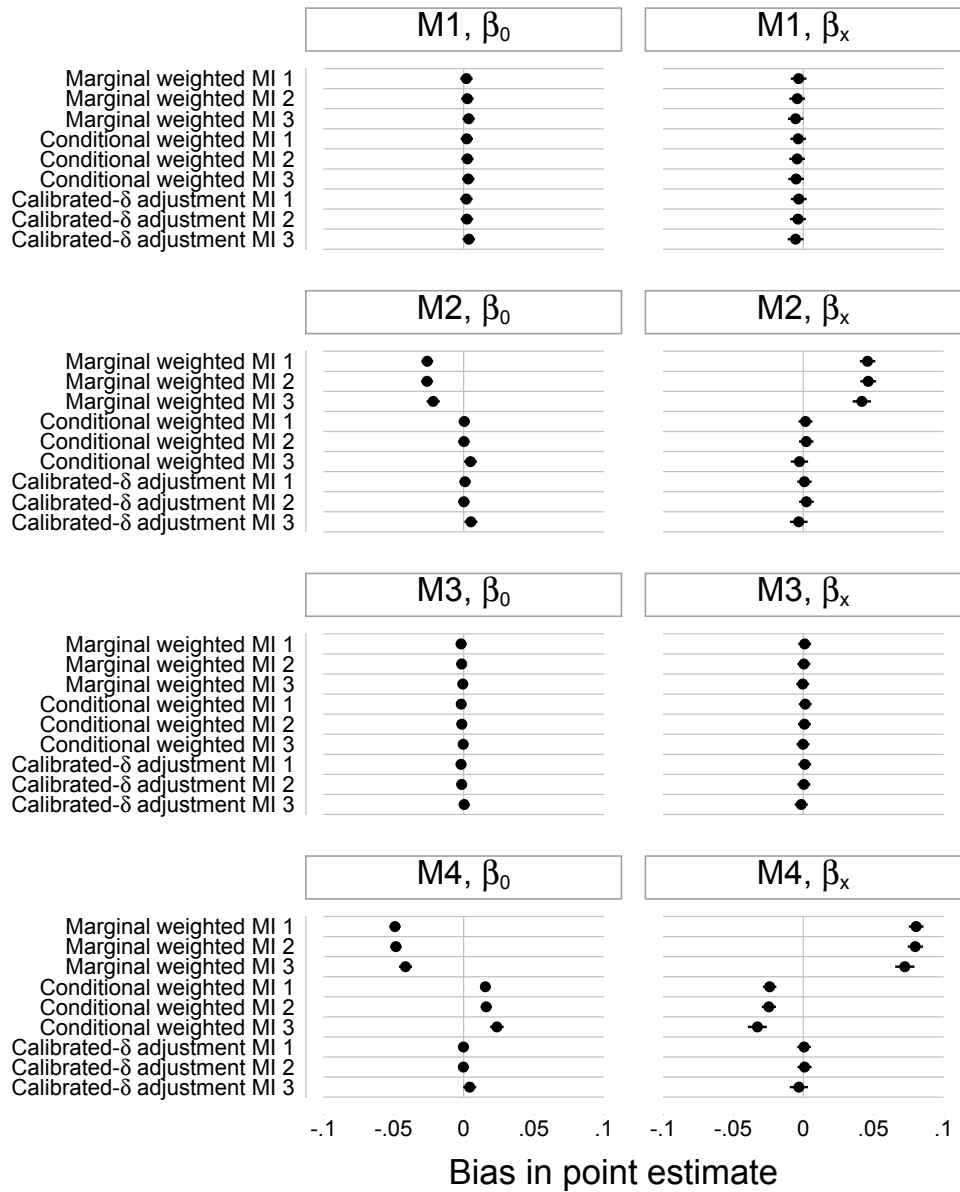 M1, β₀ M1, βₓ
Marginal weighted MI 1
Marginal weighted MI 2
Marginal weighted MI 3
Conditional weighted MI 1
Conditional weighted MI 2
Conditional weighted MI 3
Calibrated-δ adjustment MI 1
Calibrated-δ adjustment MI 2
Calibrated-δ adjustment MI 3
M2, β₀ M2, βₓ
Marginal weighted MI 1
Marginal weighted MI 2
Marginal weighted MI 3
Conditional weighted MI 1
Conditional weighted MI 2
Conditional weighted MI 3
Calibrated-δ adjustment MI 1
Calibrated-δ adjustment MI 2
Calibrated-δ adjustment MI 3
M3, β₀ M3, βₓ
Marginal weighted MI 1
Marginal weighted MI 2
Marginal weighted MI 3
Conditional weighted MI 1
Conditional weighted MI 2
Conditional weighted MI 3
Calibrated-δ adjustment MI 1
Calibrated-δ adjustment MI 2
Calibrated-δ adjustment MI 3
M4, β₀ M4, βₓ
Marginal weighted MI 1
Marginal weighted MI 2
Marginal weighted MI 3
Conditional weighted MI 1
Conditional weighted MI 2
Conditional weighted MI 3
Calibrated-δ adjustment MI 1
Calibrated-δ adjustment MI 2
Calibrated-δ adjustment MI 3
-.1 -.05 0 .05 .1 -.1 -.05 0 .05 .1
Bias in point estimate